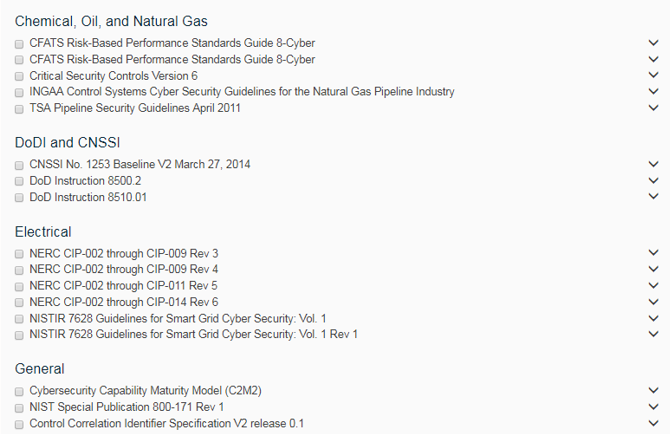 Chemical, Oil, and Natural Gas
CFATS Risk-Based Performance Standards Guide 8-Cyber
CFATS Risk-Based Performance Standards Guide 8-Cyber
Critical Security Controls Version 6
INGAA Control Systems Cyber Security Guidelines for the Natural Gas Pipeline Industry
TSA Pipeline Security Guidelines April 2011
DoDI and CNSSI
CNSSI No. 1253 Baseline V2 March 27, 2014
DoD Instruction 8500.2
DoD Instruction 8510.01
Electrical
NERC CIP-002 through CIP-009 Rev 3
NERC CIP-002 through CIP-009 Rev 4
NERC CIP-002 through CIP-011 Rev 5
NERC CIP-002 through CIP-014 Rev 6
NISTIR 7628 Guidelines for Smart Grid Cyber Security: Vol. 1
NISTIR 7628 Guidelines for Smart Grid Cyber Security: Vol. 1 Rev 1
General
Cybersecurity Capability Maturity Model (C2M2)
NIST Special Publication 800-171 Rev 1
Control Correlation Identifier Specification V2 release 0.1